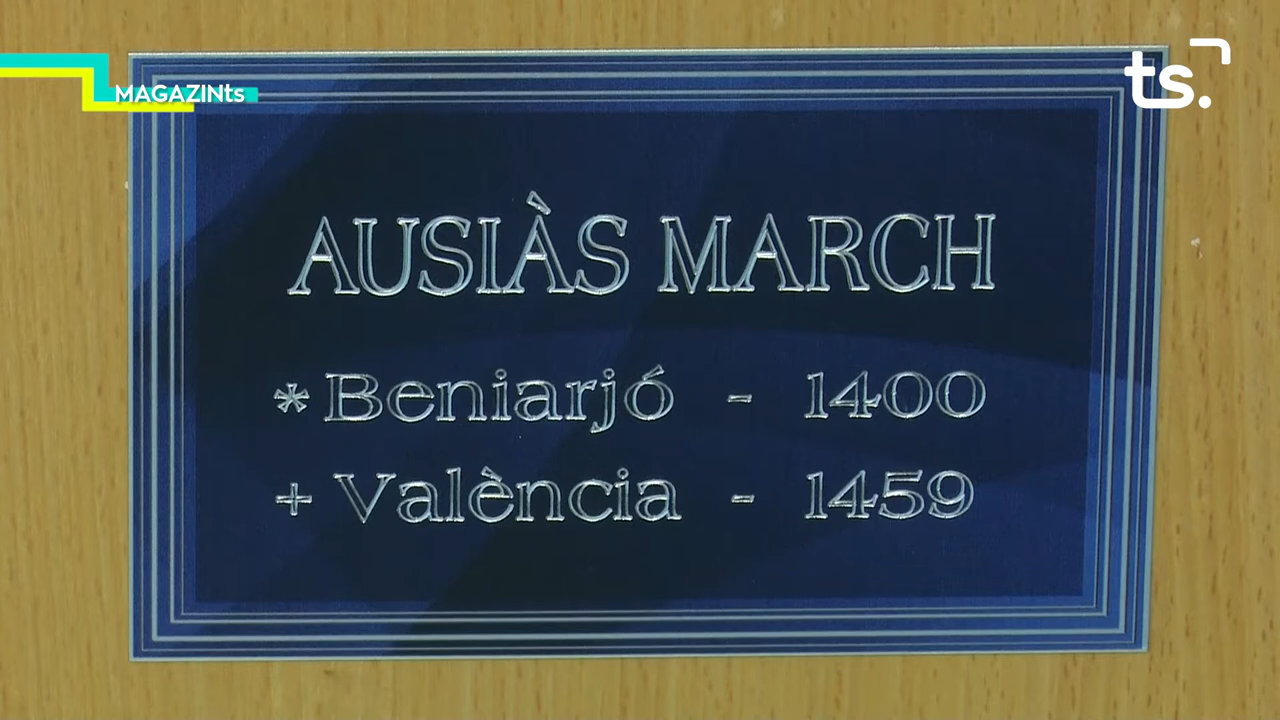 MAGAZINts
ts.
AUSIÀS MARCH
* Beniarjó - 1400
+ València - 1459